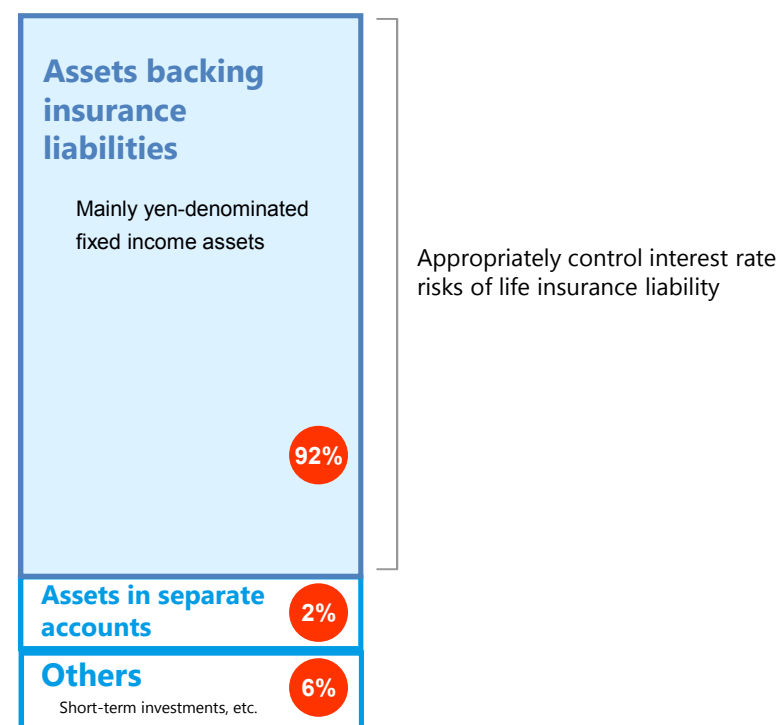 Assets backing
insurance
liabilities
Mainly yen-denominated
fixed income assets
Appropriately control interest rate
risks of life insurance liability
92%
Assets in separate
accounts
2%
Others
Short-term investments, etc.
6%